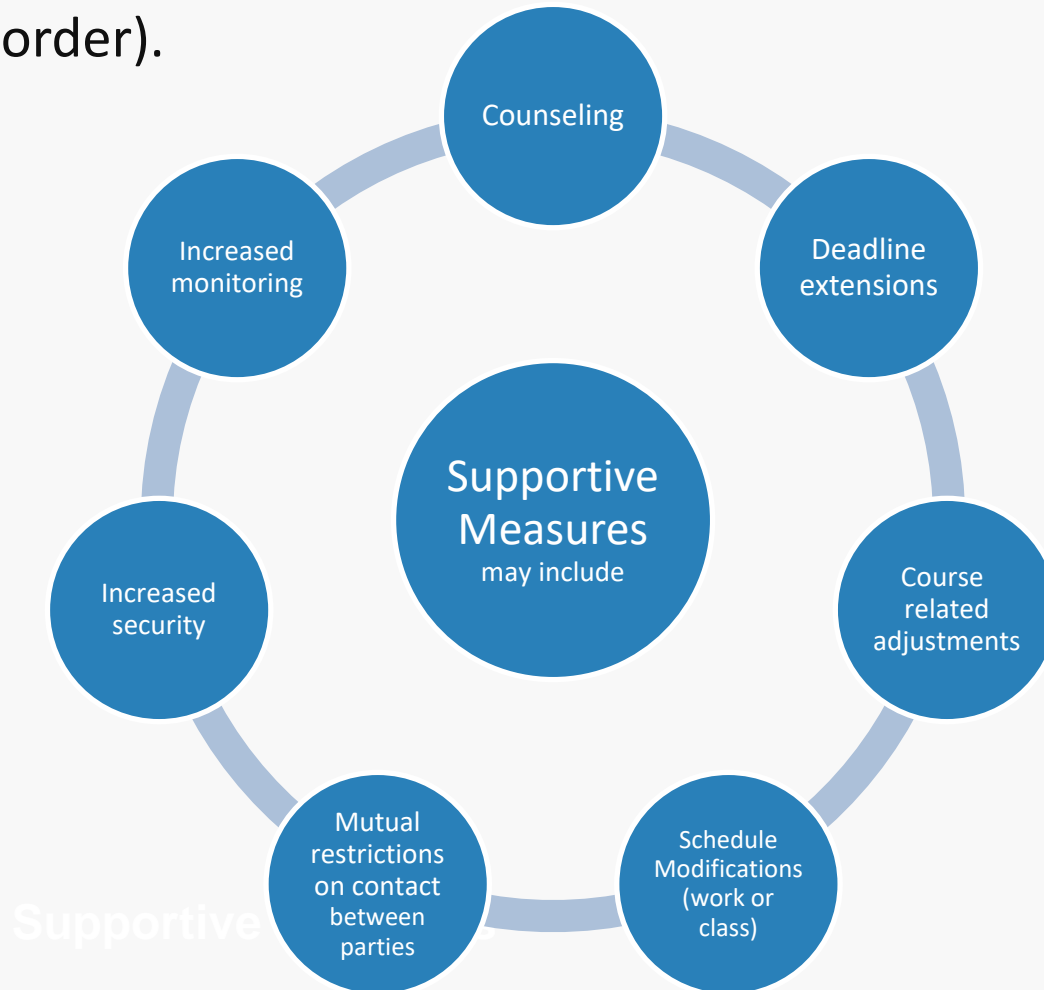 order).
Counseling
Deadline
extensions
Course
related
adjustments
Schedule
Modifications
(work or
class)
Mutual
restrictions
on contact
between
parties
Increased
security
Increased
monitoring
Supportive
Measures
may include
Supportive